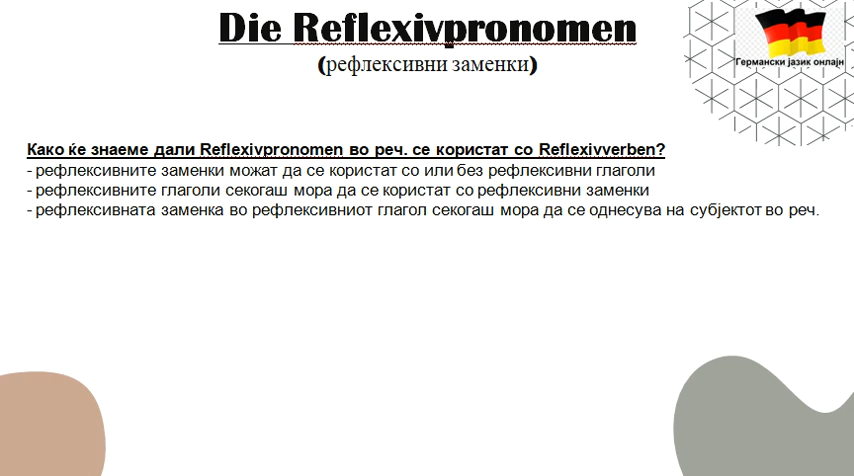 Die Reflexivpronomen
(рефлексивни заменки)
Германски јазик онлајн
Како ќе знаеме дали Reflexivpronomen во реч. се користат со Reflexivverben?
- рефлексивните заменки можат да се користат со или без рефлексивни глаголи
- рефлексивните глаголи секогаш мора да се користат со рефлексивни заменки
- рефлексивната заменка во рефлексивниот глагол секогаш мора да се однесува на субјектот во реч.